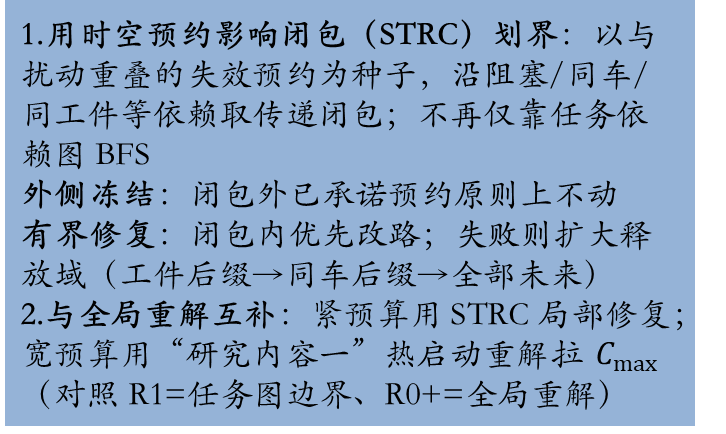 1.用时空预约影响闭包（STRC）划界：以与
扰动重叠的失效预约为种子，沿阻塞/同车/
同工件等依赖取传递闭包；不再仅靠任务依
赖图 BFS
外侧冻结：闭包外已承诺预约原则上不动
有界修复：闭包内优先改路；失败则扩大释
放域（工件后缀→同车后缀→全部未来）
2.与全局重解互补：紧预算用 STRC 局部修复；
宽预算用“研究内容一”热启动重解拉 Cmax
（对照 R1=任务图边界、R0+=全局重解）